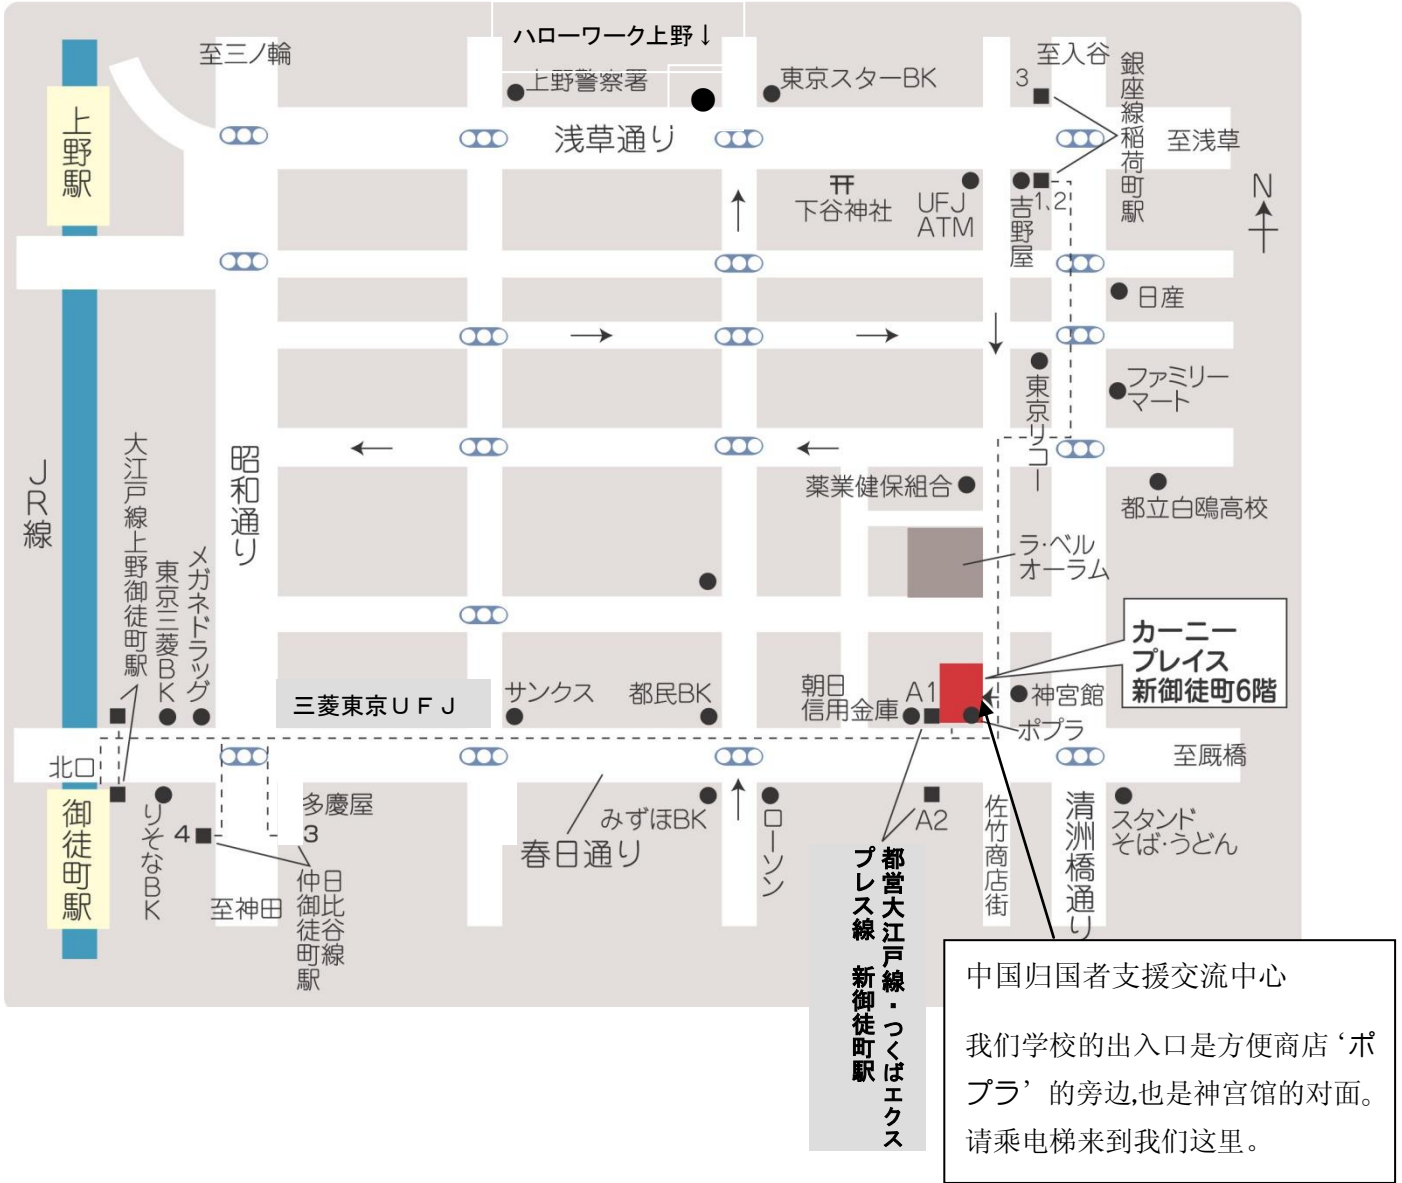 ハローワーク上野↓
至三ノ輪
上野警察署
東京スターBK
至入谷
3
銀座線稲荷町駅
上野駅
浅草通り
至浅草
N
下谷神社
UFJ
ATM
吉野屋
1、2
日産
東京リコー
ファミリー
マート
JR線
大江戸線上野御徒町駅
昭和通り
薬業健保組合
都立白鴎高校
ラ・ベル
オーラム
東京三菱BK
メガネドラッグ
カーニー
プレイス
新御徒町6階
三菱東京UFJ
サンクス
都民BK
朝日
信用金庫
A1
神宮館
ポプラ
北口
至厩橋
御徒町駅
りそなBK
4
3
多慶屋
至神田
日比谷線
仲御徒町駅
春日通り
みずほBK
ローソン
A2
佐竹商店街
清洲橋通り
スタンド
そば・うどん
都営大江戸線・つくばエクス
プレス線 新御徒町駅
中国归国者支援交流中心
我们学校的出入口是方便商店‘ポ
プラ’的旁边,也是神宫馆的对面。
请乘电梯来到我们这里。